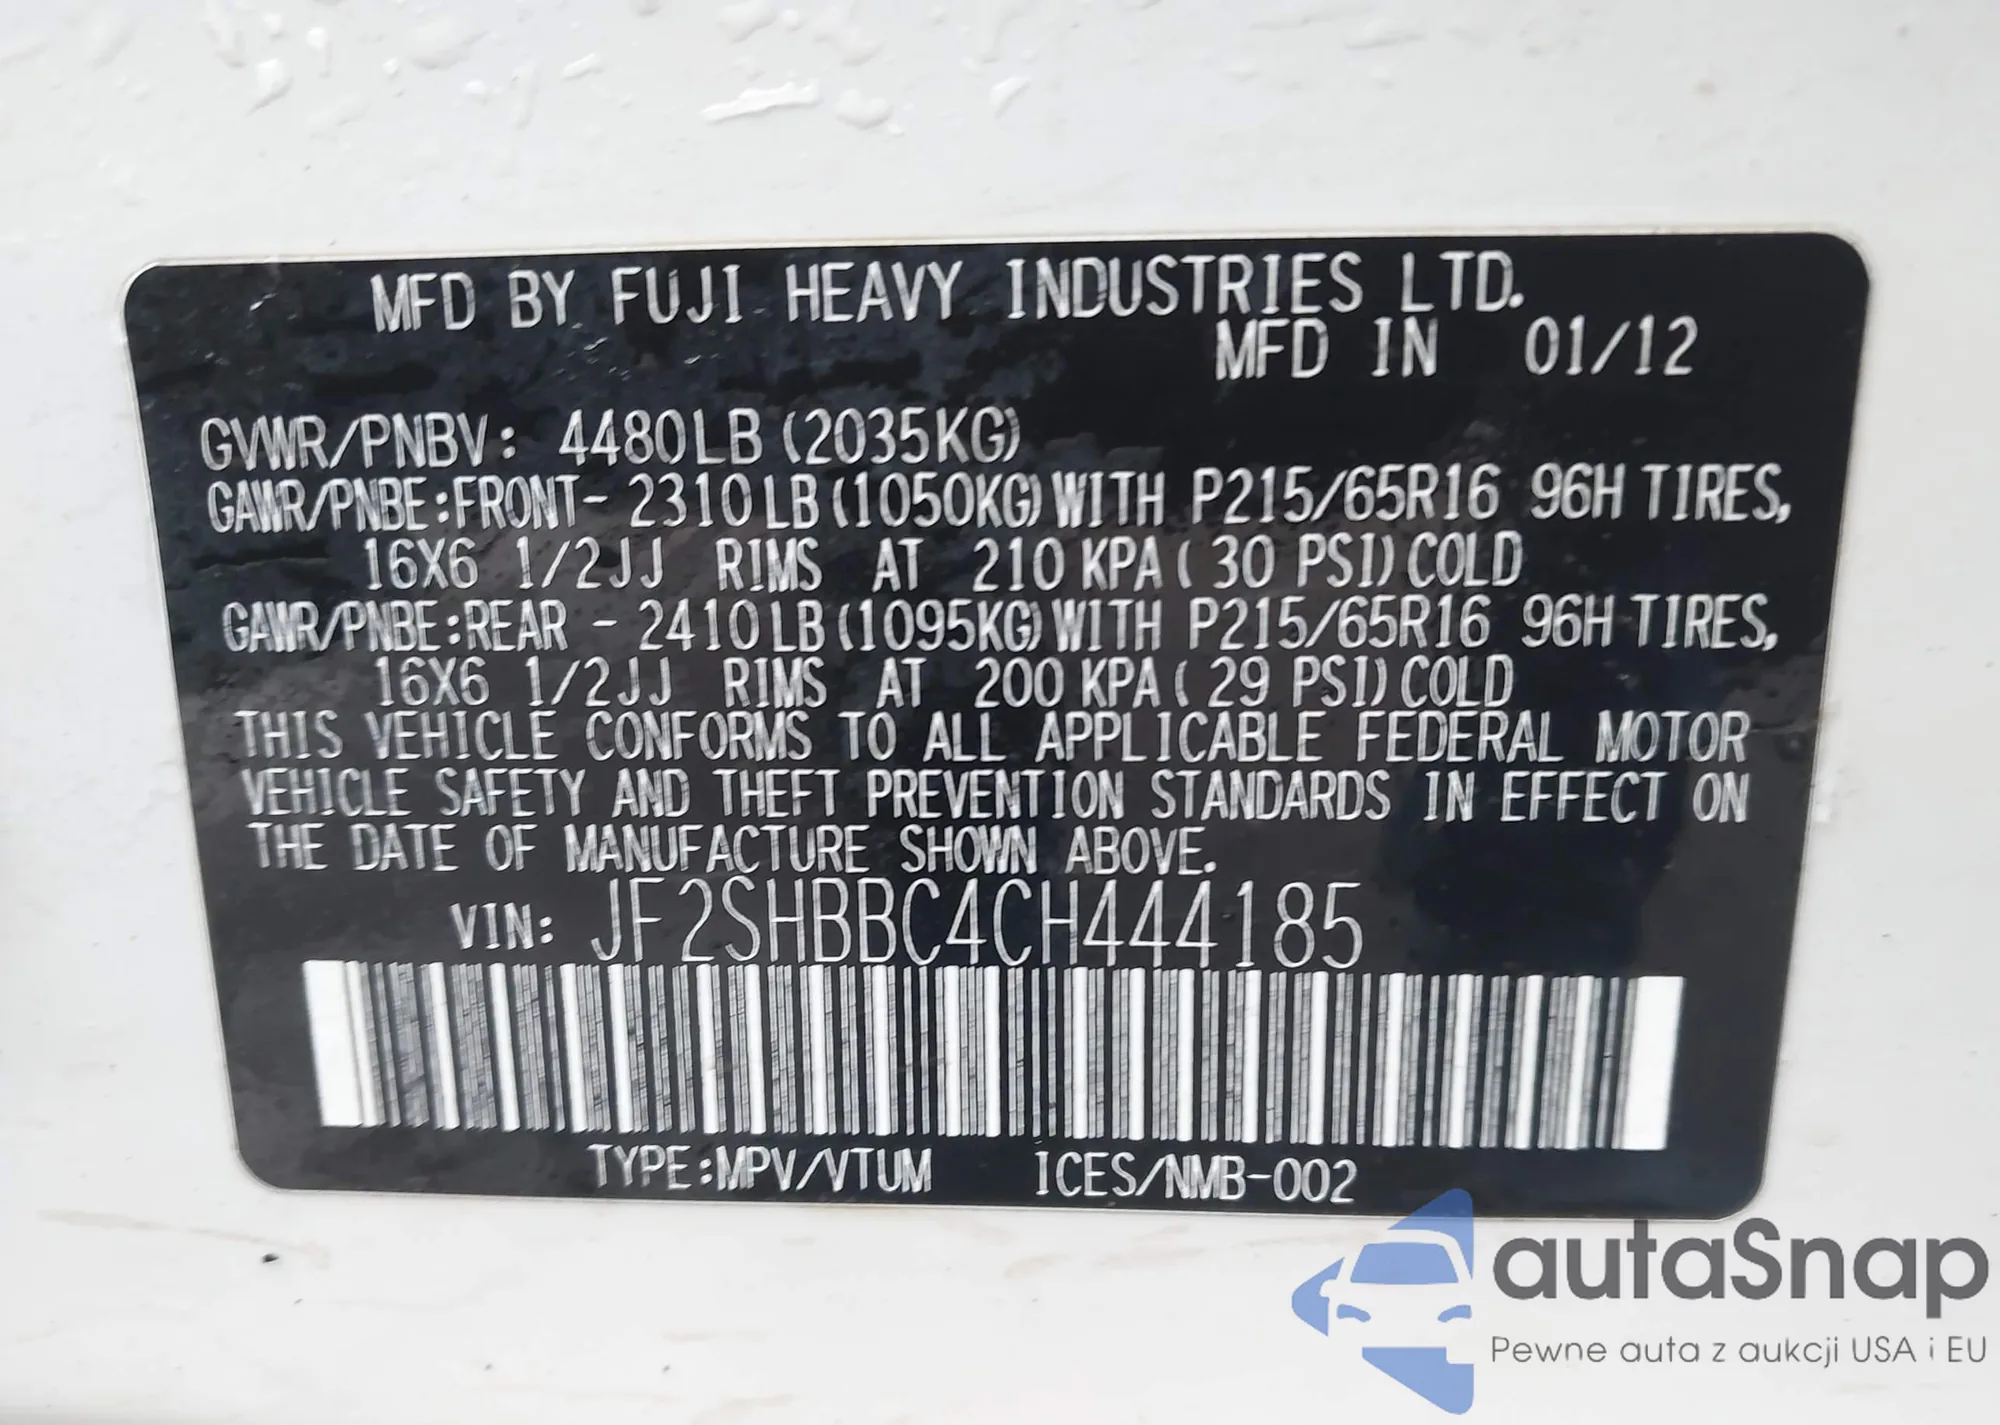 MFD BY FUJI HEAVY INDUSTRIES LTD.
MFD IN 01/12
GVWR/PNBV: 4480LB (2035KG)
GAWR/PNBE:FRONT- 2310LB(1050KG)WITH P215/65R16 96H TIRES,
16X6 1/2JJ RIMS AT 210 KPA( 30 PSI)COLD
GAWR/PNBE:REAR - 2410LB(1095KG)WITH P215/65R16 96H TIRES,
16X6 1/2JJ RIMS AT 200 KPA( 29 PSI)COLD
THIS VEHICLE CONFORMS TO ALL APPLICABLE FEDERAL MOTOR
VEHICLE SAFETY AND THEFT PREVENTION STANDARDS IN EFFECT ON
THE DATE OF MANUFACTURE SHOWN ABOVE.
VIN: JF2SHBBC4CH444185
TYPE:MPV/VTUM ICES/NMB-002
autaSnap
Pewne auta z aukcji USA i EU